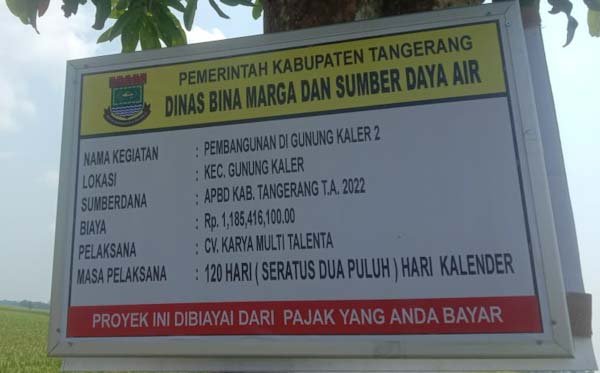 PEMERINTAH KABUPATEN TANGERANG
DINAS BINA MARGA DAN SUMBER DAYA AIR
NAMA KEGIATAN : PEMBANGUNAN DI GUNUNG KALER 2
LOKASI : KEC. GUNUNG KALER
SUMBERDANA : APBD KAB. TANGERANG T.A. 2022
BIAYA : Rp. 1,185,416,100.00
PELAKSANA : CV. KARYA MULTI TALENTA
MASA PELAKSANA : 120 HARI ( SERATUS DUA PULUH ) HARI KALENDER
PROYEK INI DIBIAYAI DARI PAJAK YANG ANDA BAYAR